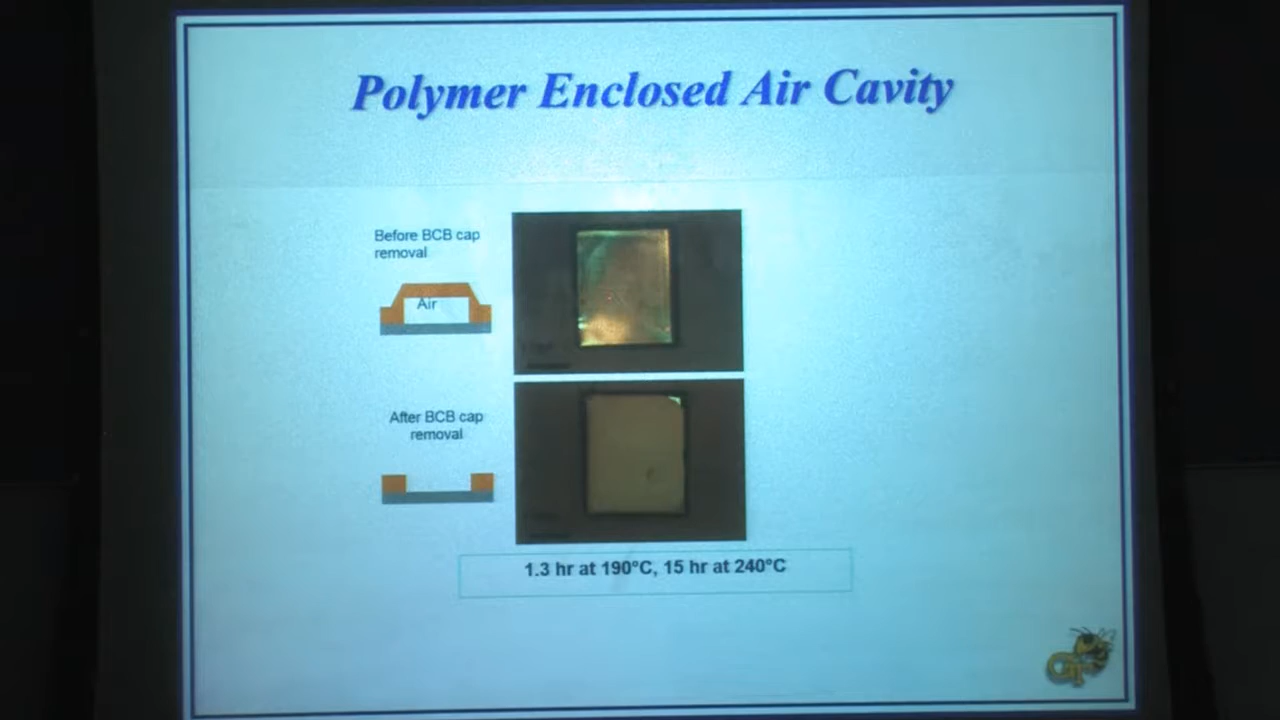 Polymer Enclosed Air Cavity
Before BCB cap
removal
Air
After BCB cap
removal
1.3 hr at 190°C, 15 hr at 240°C
GT